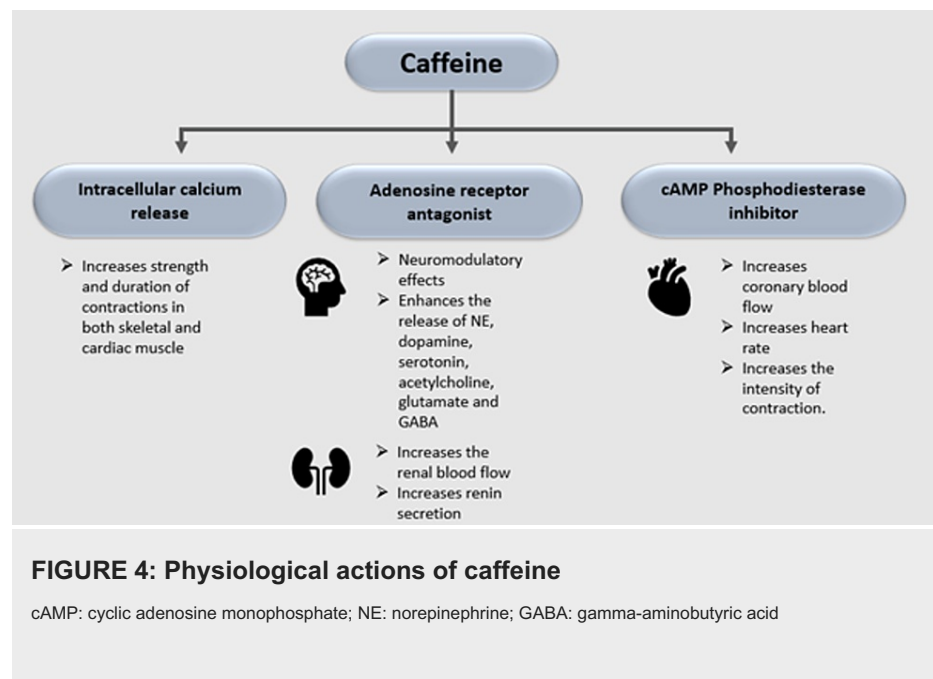 Caffeine
Intracellular calcium
release
➢ Increases strength
and duration of
contractions in
both skeletal and
cardiac muscle
Adenosine receptor
antagonist
➢ Neuromodulatory
effects
➢ Enhances the
release of NE,
dopamine,
serotonin,
acetylcholine,
glutamate and
GABA
➢ Increases the
renal blood flow
➢ Increases renin
secretion
cAMP Phosphodiesterase
inhibitor
➢ Increases
coronary blood
flow
➢ Increases heart
rate
➢ Increases the
intensity of
contraction.
FIGURE 4: Physiological actions of caffeine
cAMP: cyclic adenosine monophosphate; NE: norepinephrine; GABA: gamma-aminobutyric acid